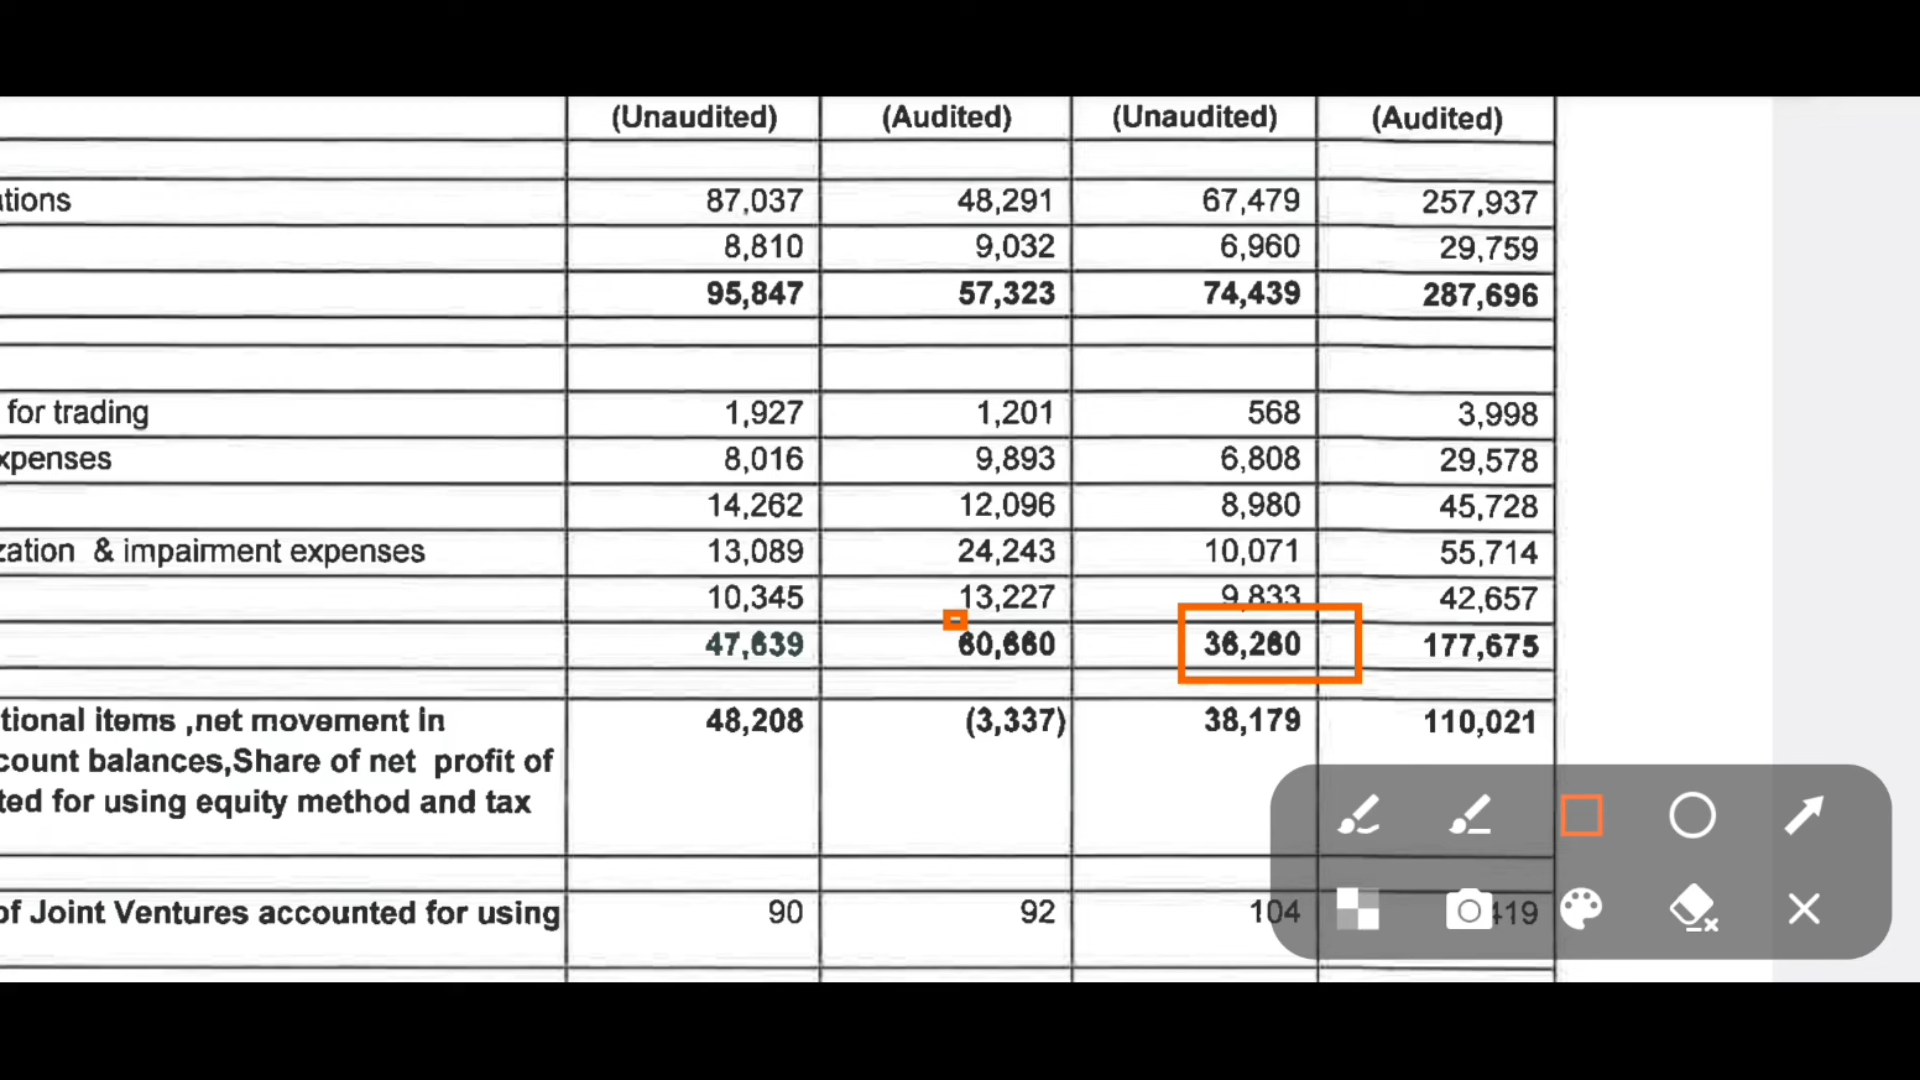 (Unaudited) (Audited) (Unaudited) (Audited)
ations 87,037 48,291 67,479 257,937
8,810 9,032 6,960 29,759
95,847 57,323 74,439 287,696
for trading 1,927 1,201 568 3,998
xpenses 8,016 9,893 6,808 29,578
14,262 12,096 8,980 45,728
zation & impairment expenses 13,089 24,243 10,071 55,714
10,345 13,227 9,833 42,657
47,639 60,660 36,260 177,675
tional items ,net movement in 48,208 (3,337) 38,179 110,021
count balances,Share of net profit of
ted for using equity method and tax
of Joint Ventures accounted for using 90 92 104 419